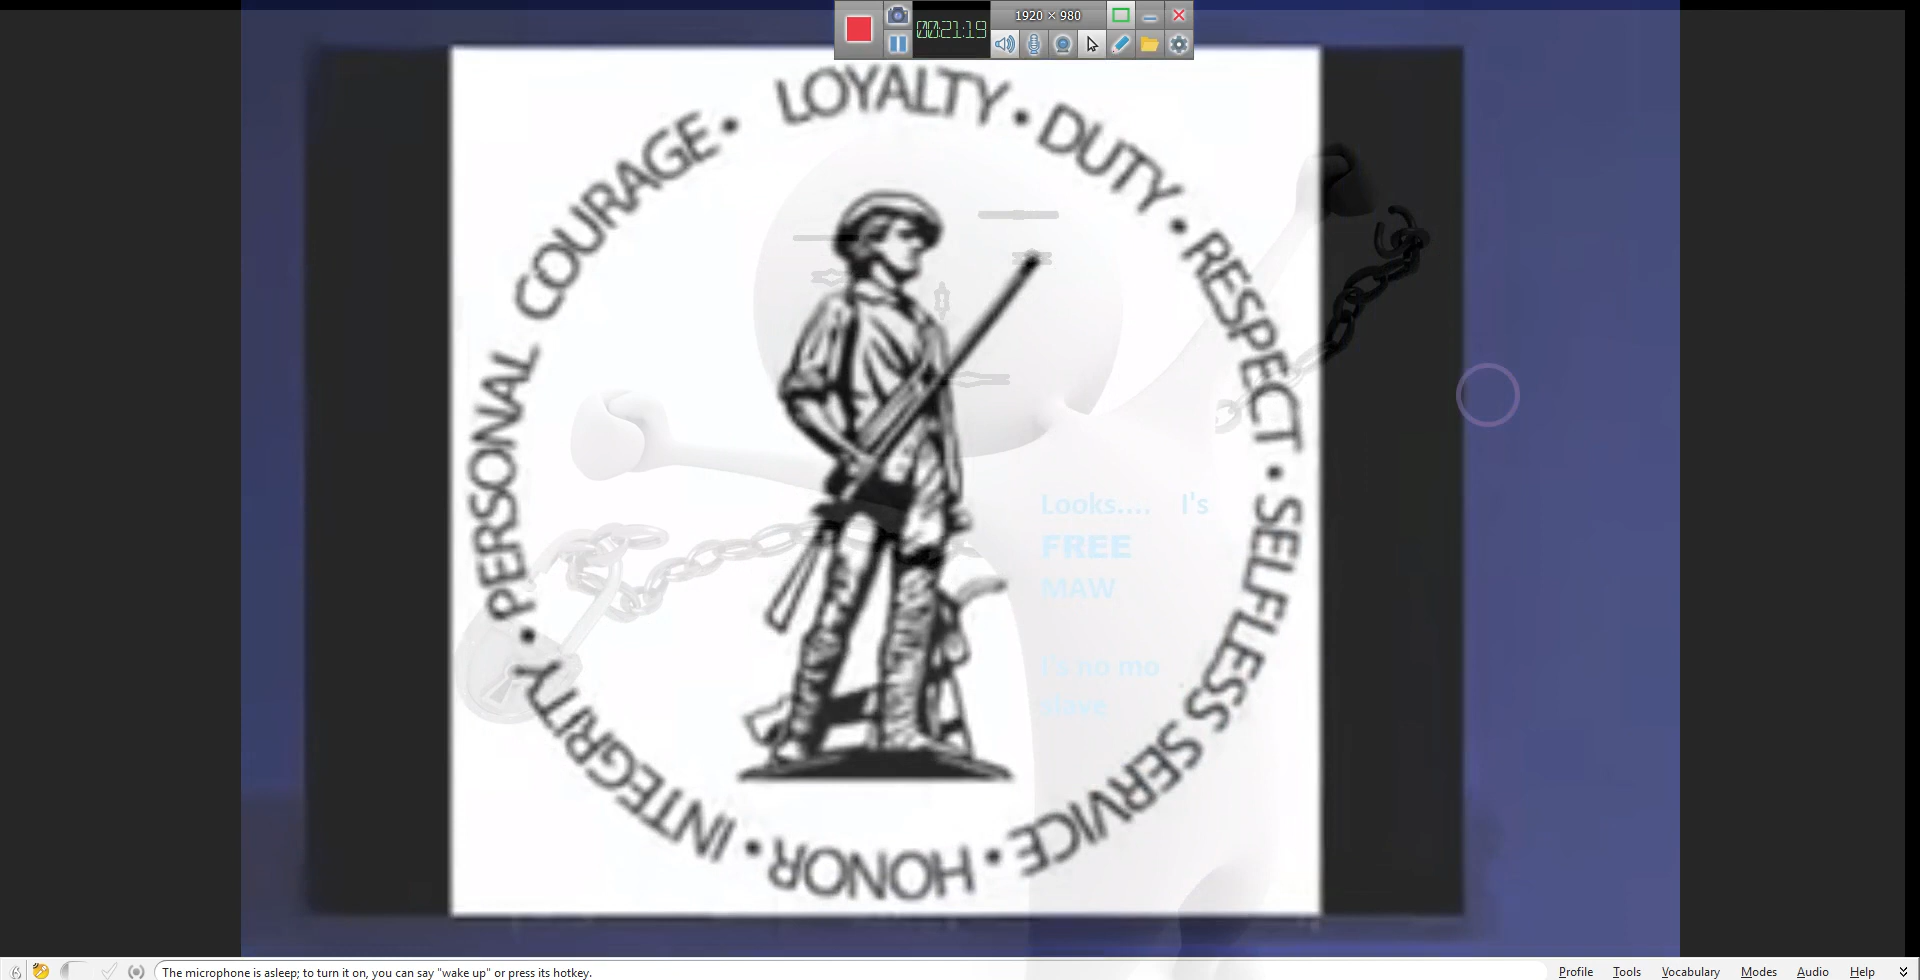 00:21:19
1920 × 980
LOYALTY • DUTY • RESPECT • SELFLESS SERVICE • HONOR • INTEGRITY • PERSONAL COURAGE •
Looks.... I's
FREE
MAW
I's no mo
slave
The microphone is asleep; to turn it on, you can say "wake up" or press its hotkey.
Profile Tools Vocabulary Modes Audio Help